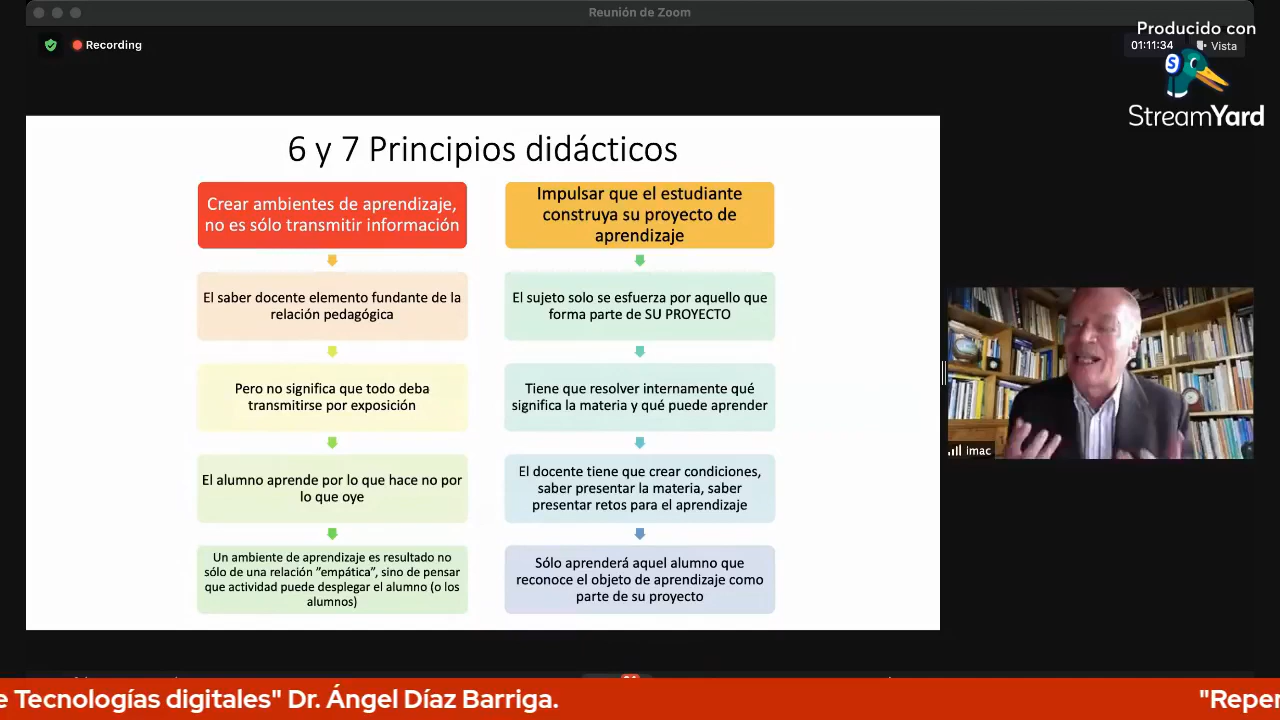 Reunión de Zoom
Recording
Producido con
01:11:34
Vista
S
StreamYard
6 y 7 Principios didácticos
Crear ambientes de aprendizaje,
no es sólo transmitir información
El saber docente elemento fundante de la
relación pedagógica
Pero no significa que todo deba
transmitirse por exposición
El alumno aprende por lo que hace no por
lo que oye
Un ambiente de aprendizaje es resultado no
sólo de una relación ”empática”, sino de pensar
que actividad puede desplegar el alumno (o los
alumnos)
Impulsar que el estudiante
construya su proyecto de
aprendizaje
El sujeto solo se esfuerza por aquello que
forma parte de SU PROYECTO
Tiene que resolver internamente qué
significa la materia y qué puede aprender
El docente tiene que crear condiciones,
saber presentar la materia, saber
presentar retos para el aprendizaje
Sólo aprenderá aquel alumno que
reconoce el objeto de aprendizaje como
parte de su proyecto
imac
e Tecnologías digitales" Dr. Ángel Díaz Barriga.
"Reper